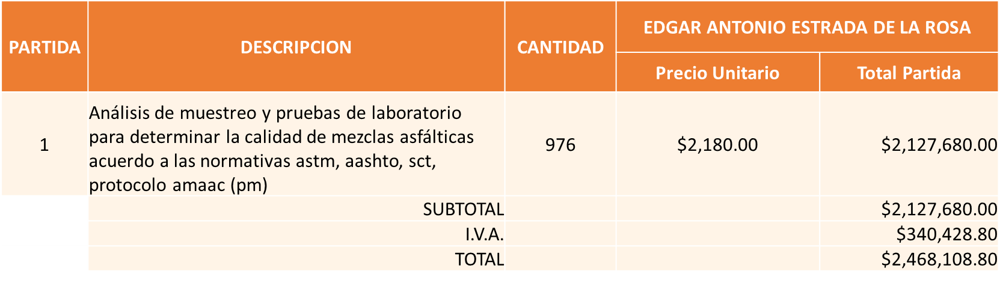 PARTIDA DESCRIPCION CANTIDAD EDGAR ANTONIO ESTRADA DE LA ROSA
Precio Unitario Total Partida
1 Análisis de muestreo y pruebas de laboratorio
para determinar la calidad de mezclas asfálticas
acuerdo a las normativas astm, aashto, sct,
protocolo amaac (pm) 976 $2,180.00 $2,127,680.00
SUBTOTAL $2,127,680.00
I.V.A. $340,428.80
TOTAL $2,468,108.80